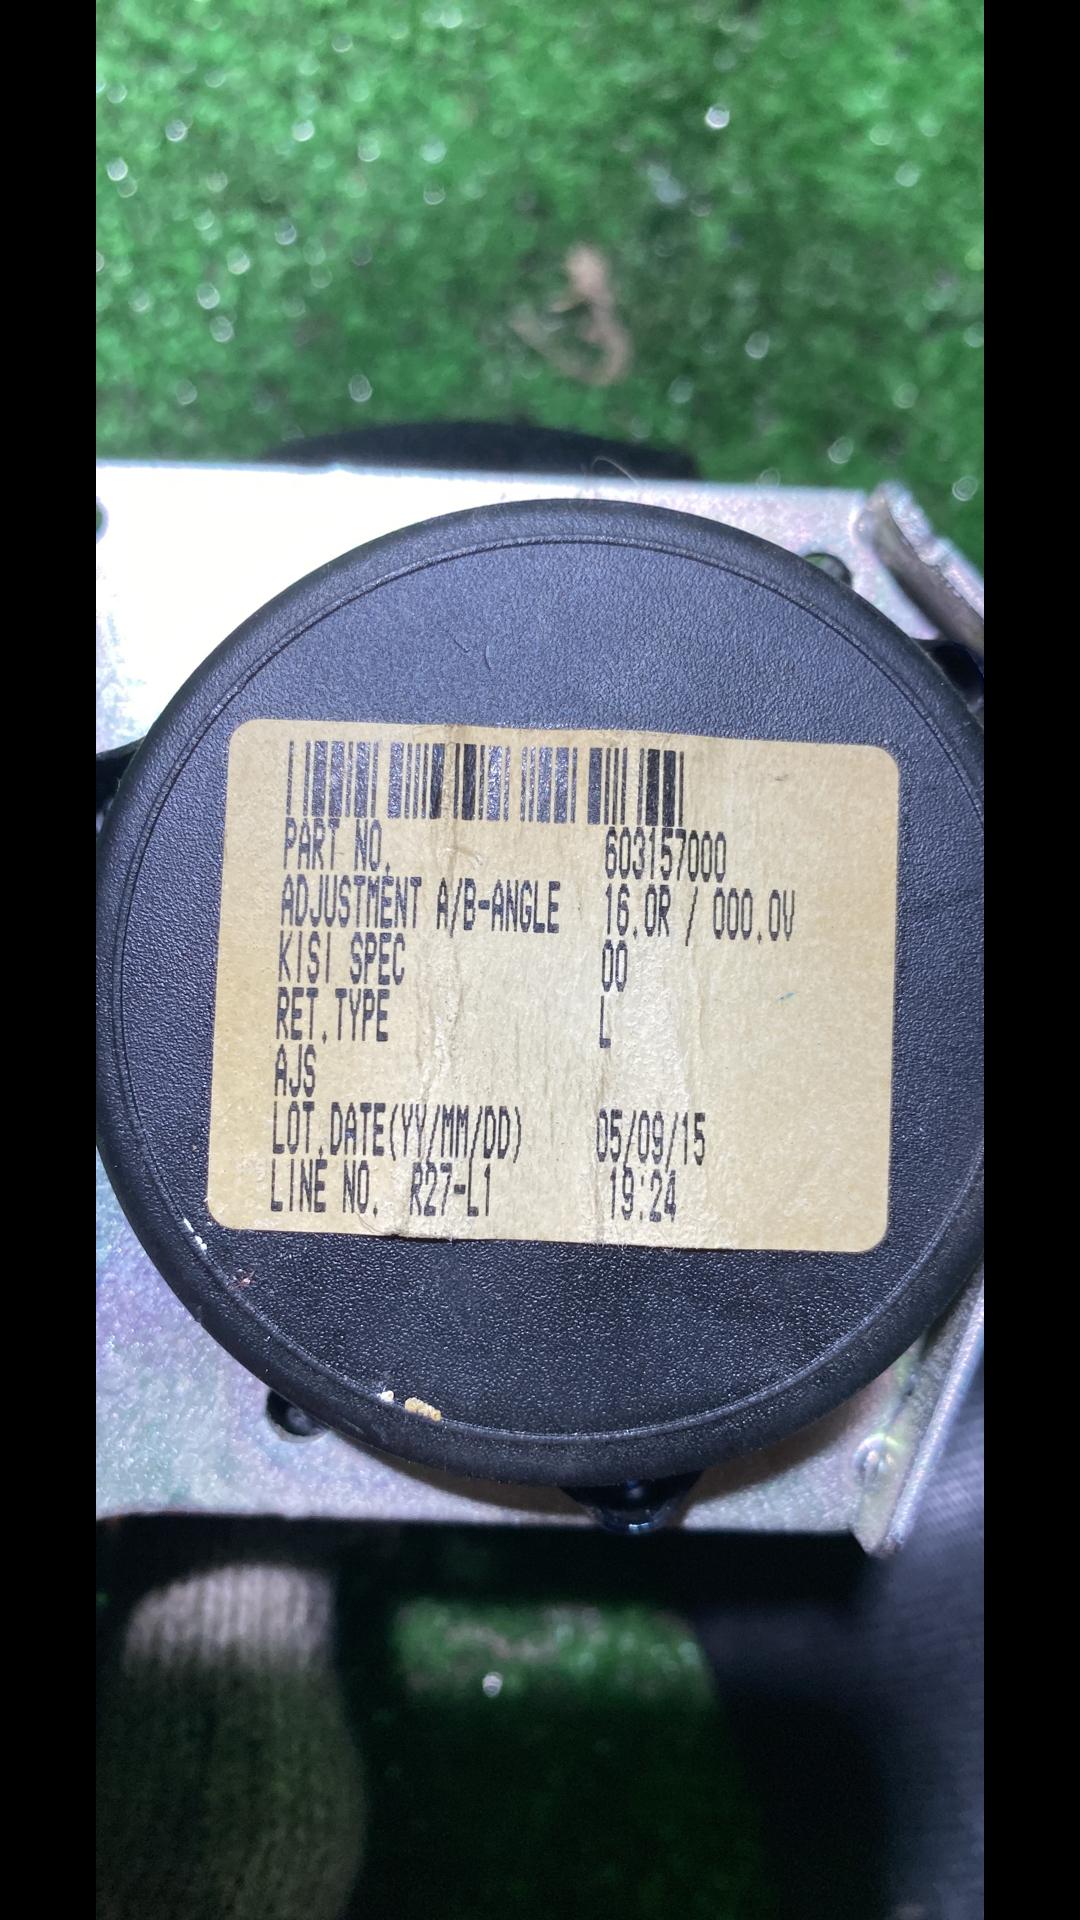 PART NO. 603157000
ADJUSTMENT A/B-ANGLE 16.0R / 000.0V
KISI SPEC 00
RET.TYPE L
AJS
LOT.DATE(YY/MM/DD) 05/09/15
LINE NO. R27-L1 19:24